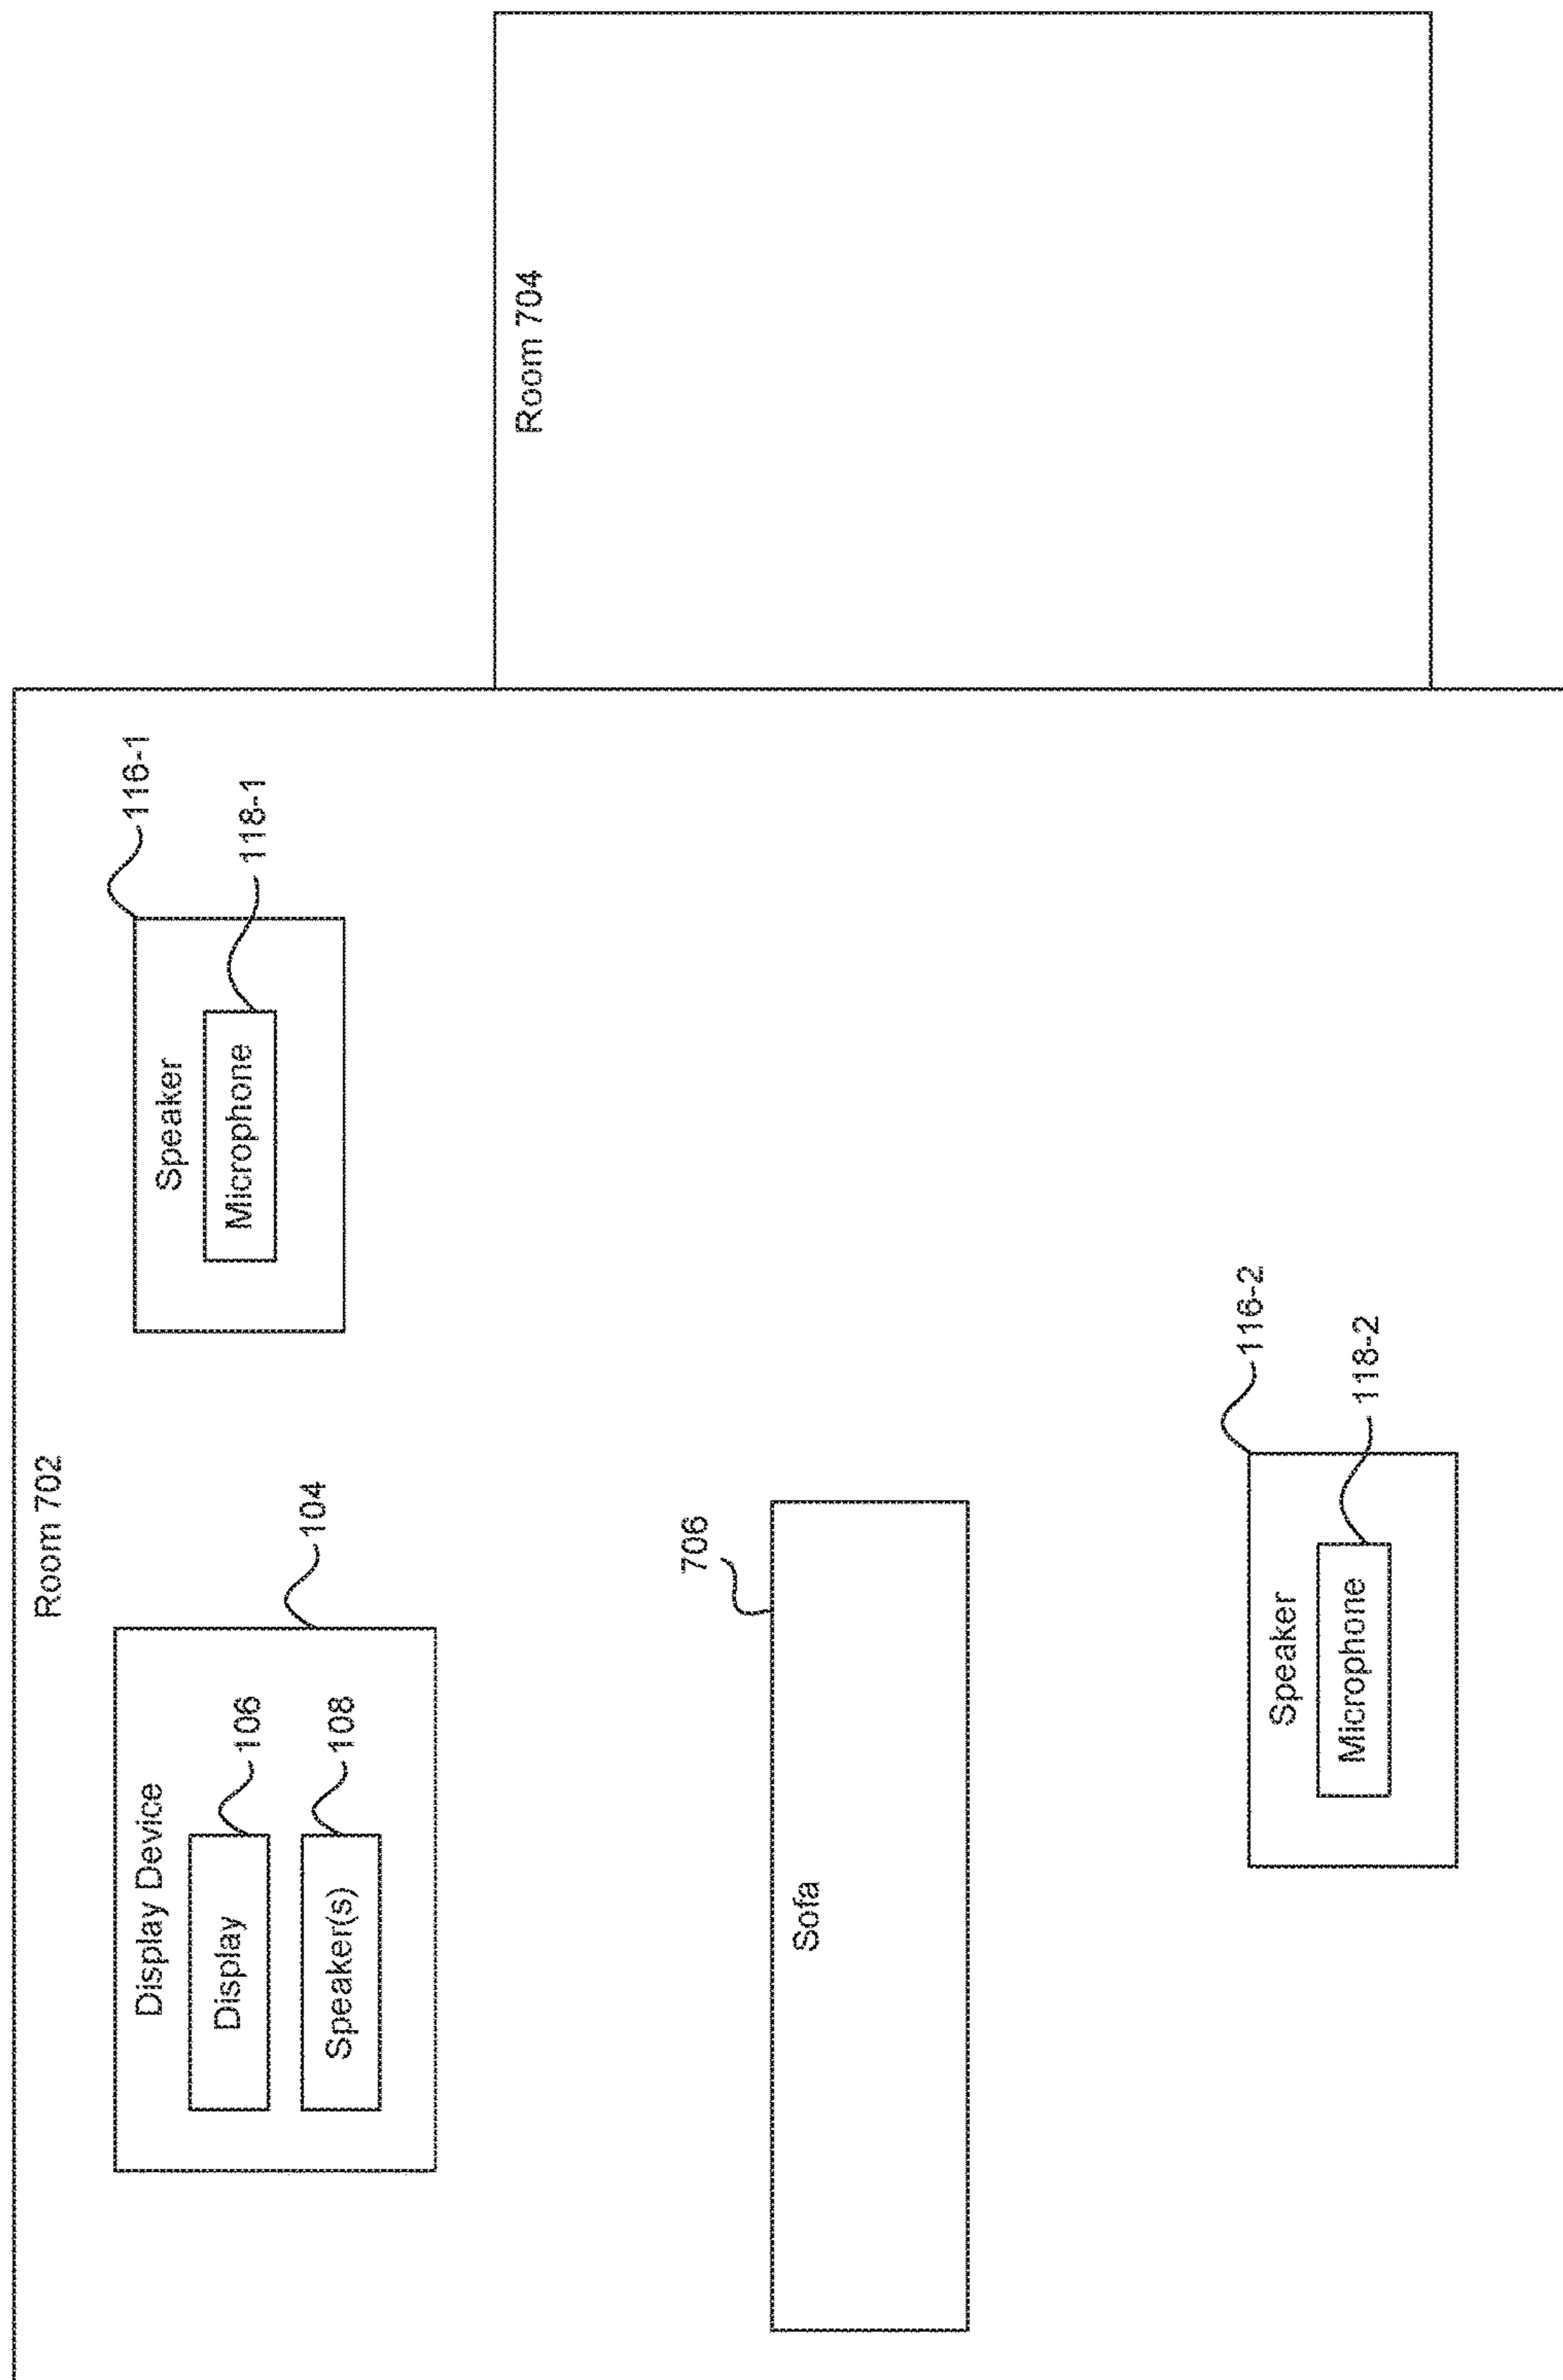 Room 702
Display Device
104
Display
106
Speaker(s)
108
Speaker
116-1
Microphone
118-1
Room 704
Sofa
706
Speaker
116-2
Microphone
118-2